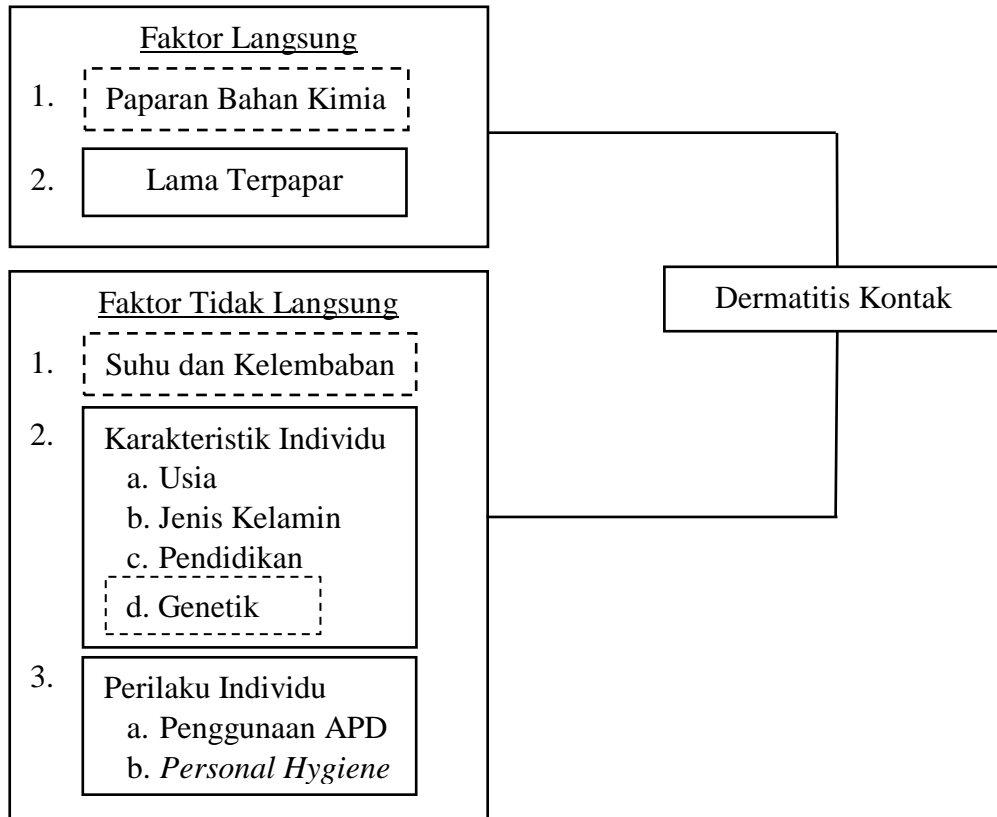 Faktor Langsung
1. Paparan Bahan Kimia
2. Lama Terpapar
Faktor Tidak Langsung
1. Suhu dan Kelembaban
2. Karakteristik Individu
a. Usia
b. Jenis Kelamin
c. Pendidikan
d. Genetik
3. Perilaku Individu
a. Penggunaan APD
b. Personal Hygiene
Dermatitis Kontak